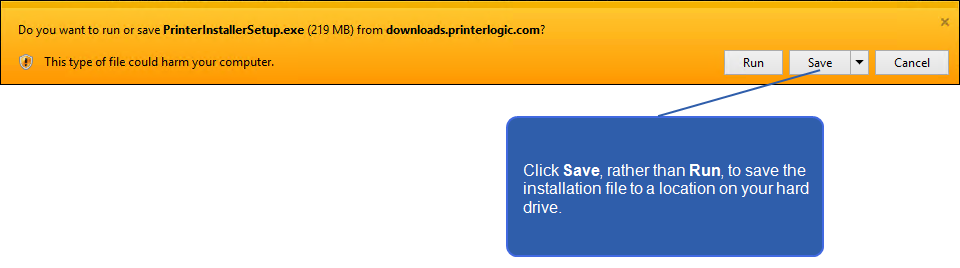 Do you want to run or save PrinterInstallerSetup.exe (219 MB) from downloads.printerlogic.com?
This type of file could harm your computer.
Run
Save
Cancel
Click Save, rather than Run, to save the
installation file to a location on your hard
drive.